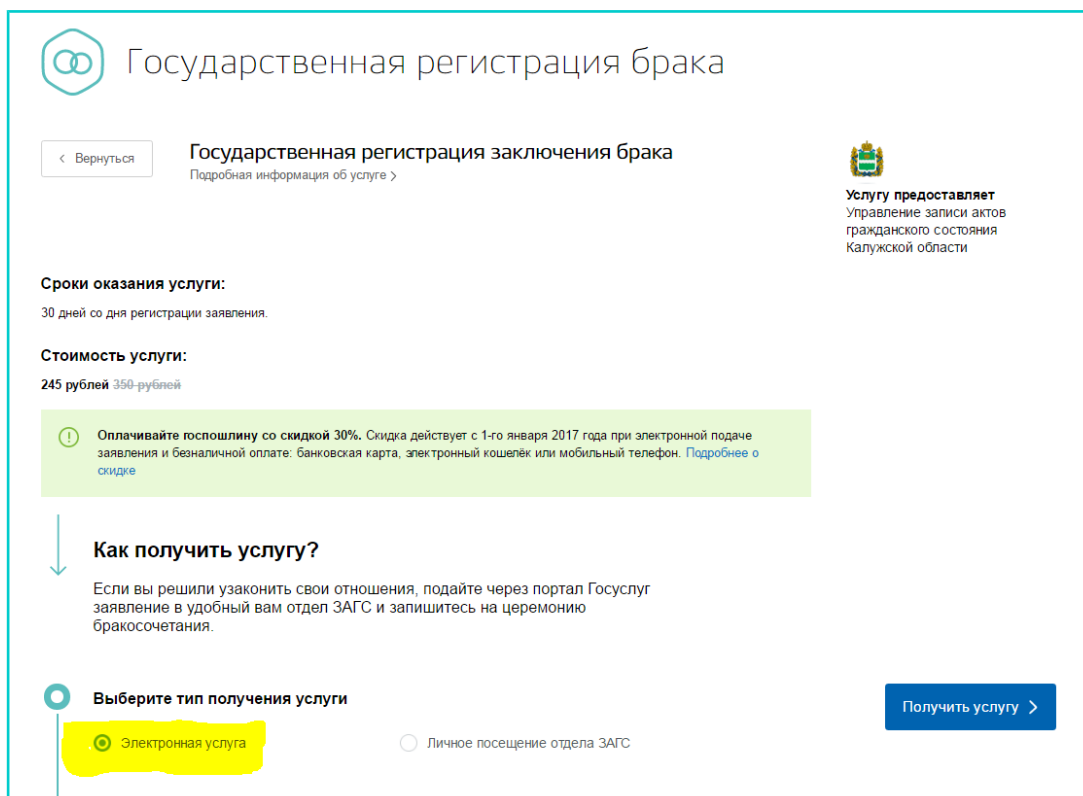 Государственная регистрация брака
Вернуться
Государственная регистрация заключения брака
Подробная информация об услуге >
Услугу предоставляет
Управление записи актов
гражданского состояния
Калужской области
Сроки оказания услуги:
30 дней со дня регистрации заявления.
Стоимость услуги:
245 рублей 350 рублей
Оплачивайте госпошлину со скидкой 30%. Скидка действует с 1-го января 2017 года при электронной подаче
заявления и безналичной оплате: банковская карта, электронный кошелёк или мобильный телефон. Подробнее о
скидке
Как получить услугу?
Если вы решили узаконить свои отношения, подайте через портал Госуслуг
заявление в удобный вам отдел ЗАГС и запишитесь на церемонию
бракосочетания.
Выберите тип получения услуги
Получить услугу
Электронная услуга
Личное посещение отдела ЗАГС